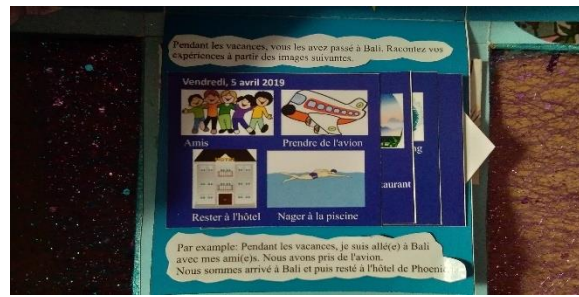 Pendant les vacances, vous les avez passé à Bali. Racontez vos
expériences à partir des images suivantes.
Vendredi, 5 avril 2019
Amis
Prendre de l'avion
Rester à l'hôtel
Nager à la piscine
Par example: Pendant les vacances, je suis allé(e) à Bali
avec mes ami(e)s. Nous avons pris de l'avion.
Nous sommes arrivé à Bali et puis resté à l'hôtel de